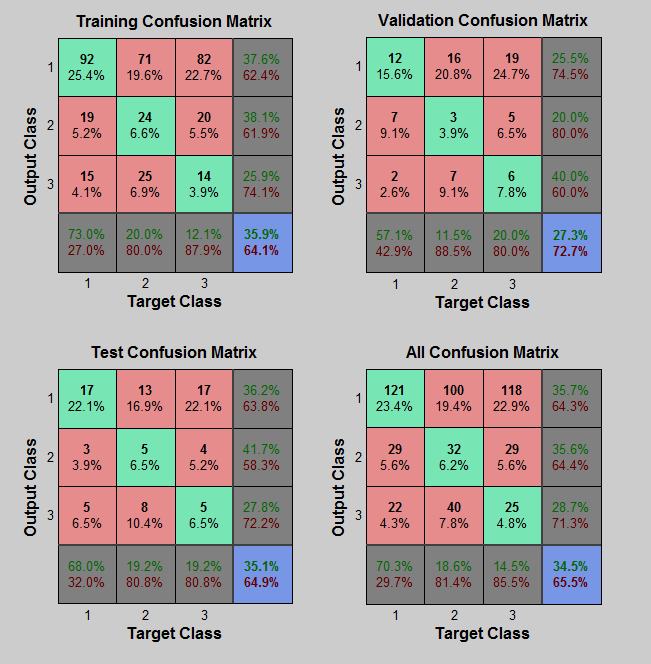 Training Confusion Matrix
92 71 82 37.6%
1
25.4% 19.6% 22.7% 62.4%
19 24 20 38.1%
2
5.2% 6.6% 5.5% 61.9%
15 25 14 25.9%
3
4.1% 6.9% 3.9% 74.1%
73.0% 20.0% 12.1% 35.9%
27.0% 80.0% 87.9% 64.1%
1 2 3
Target Class
Output Class
Validation Confusion Matrix
12 16 19 25.5%
1
15.6% 20.8% 24.7% 74.5%
7 3 5 20.0%
2
9.1% 3.9% 6.5% 80.0%
2 7 6 40.0%
3
2.6% 9.1% 7.8% 60.0%
57.1% 11.5% 20.0% 27.3%
42.9% 88.5% 80.0% 72.7%
1 2 3
Target Class
Output Class
Test Confusion Matrix
17 13 17 36.2%
1
22.1% 16.9% 22.1% 63.8%
3 5 4 41.7%
2
3.9% 6.5% 5.2% 58.3%
5 8 5 27.8%
3
6.5% 10.4% 6.5% 72.2%
68.0% 19.2% 19.2% 35.1%
32.0% 80.8% 80.8% 64.9%
1 2 3
Target Class
Output Class
All Confusion Matrix
121 100 118 35.7%
1
23.4% 19.4% 22.9% 64.3%
29 32 29 35.6%
2
5.6% 6.2% 5.6% 64.4%
22 40 25 28.7%
3
4.3% 7.8% 4.8% 71.3%
70.3% 18.6% 14.5% 34.5%
29.7% 81.4% 85.5% 65.5%
1 2 3
Target Class
Output Class